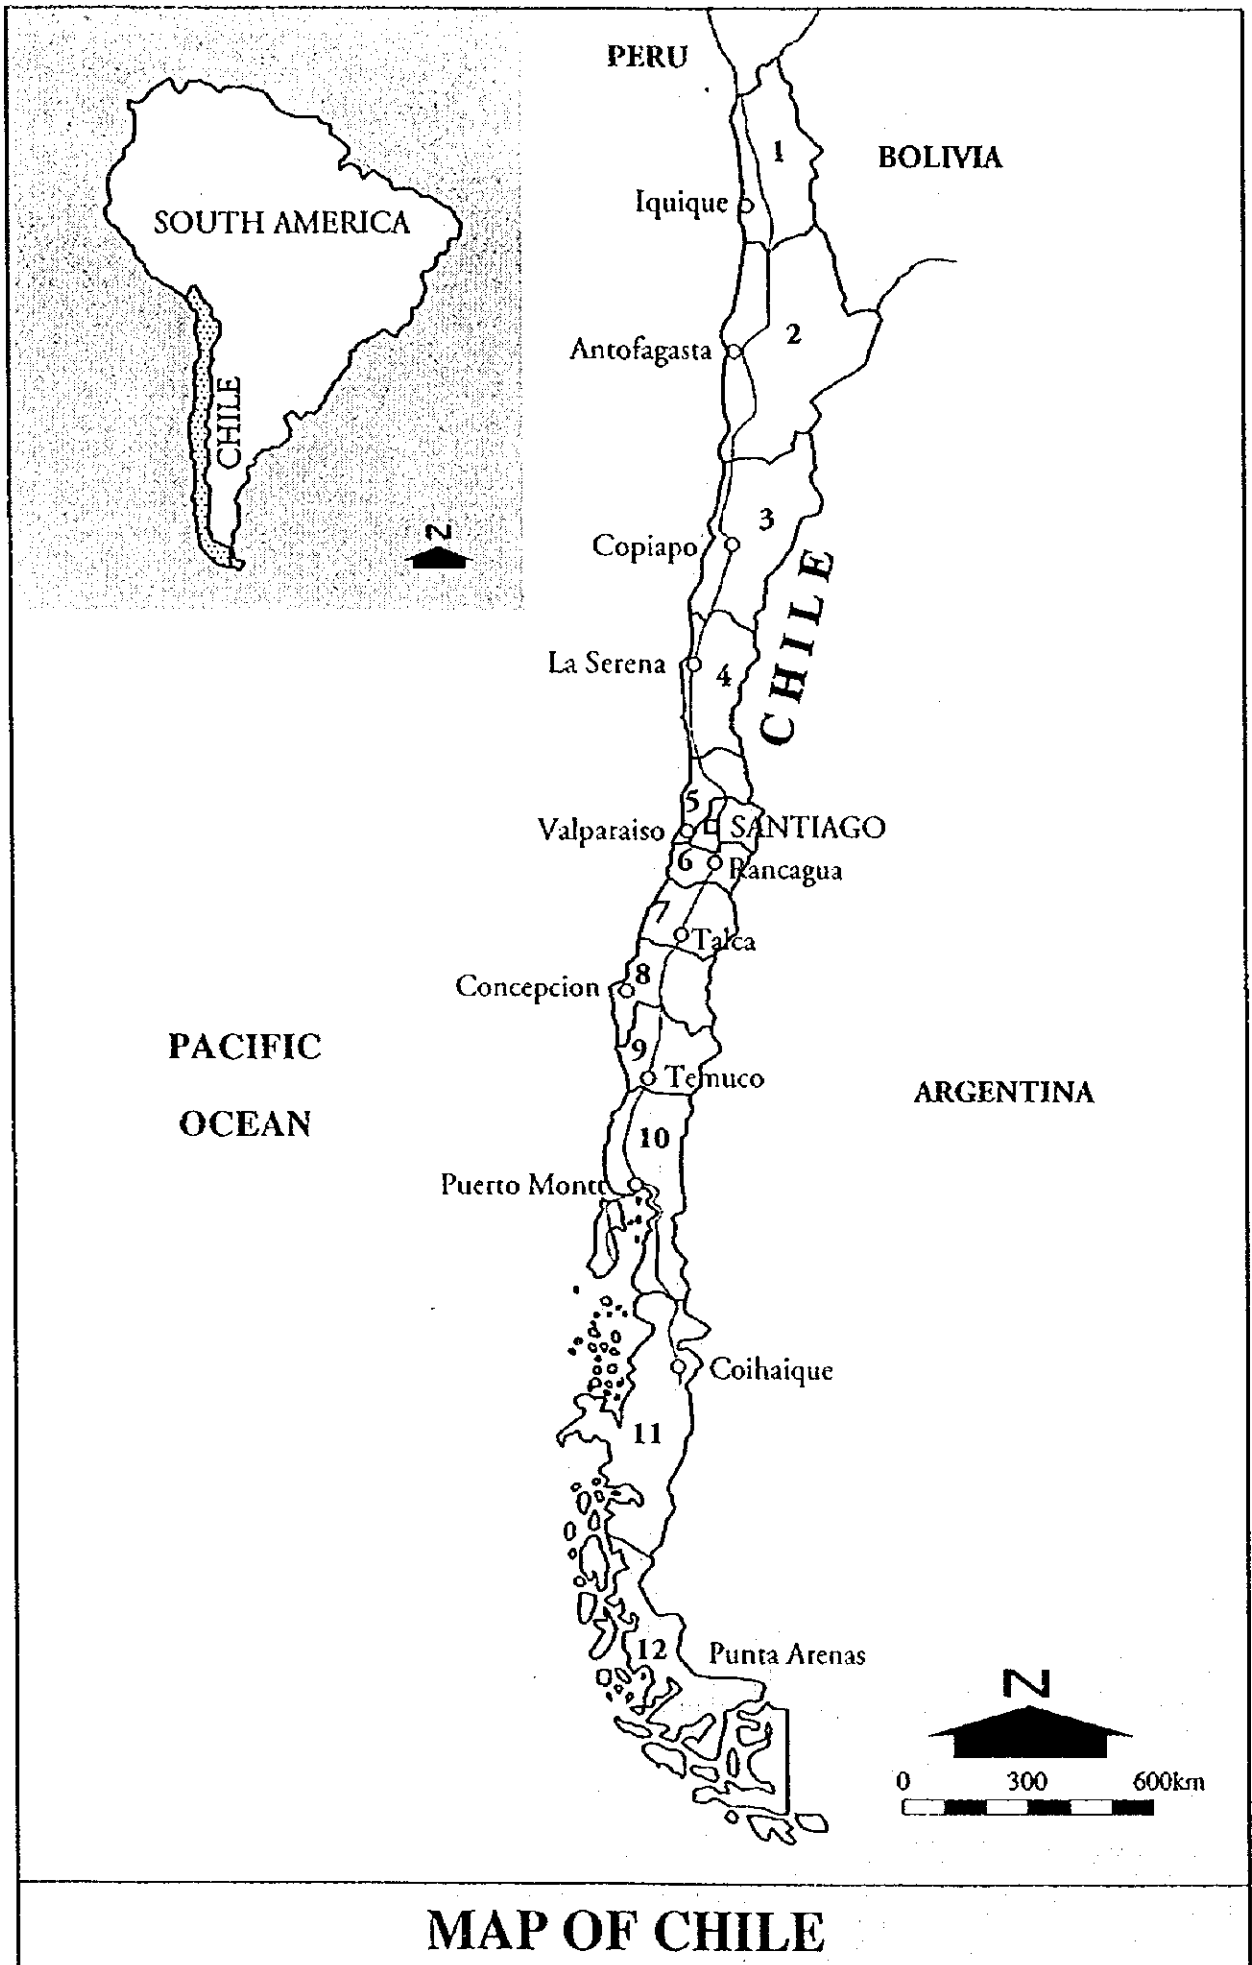 PERU
1
BOLIVIA
Iquique
SOUTH AMERICA
2
Antofagasta
CHILE
N
3
Copiapo
CHILE
La Serena
4
5
Valparaiso
SANTIAGO
6
Rancagua
7
Talca
8
Concepcion
PACIFIC
OCEAN
9
Temuco
ARGENTINA
10
Puerto Montt
Coihaique
11
12
Punta Arenas
N
0 300 600km
MAP OF CHILE